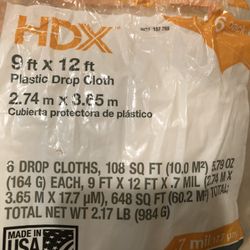 HDX
6
9 ft x 12 ft
Plastic Drop Cloth
2.74 m x 3.65 m
Cubierta protectora de plástico
6 DROP CLOTHS, 108 SQ FT (10.0 M²) 5.79 OZ
(164 G) EACH, 9 FT X 12 FT X .7 MIL (2.74 M X
3.65 M X 17.7 µM), 648 SQ FT (60.2 M²) TOTAL
TOTAL NET WT 2.17 LB (984 G)
MADE IN
USA